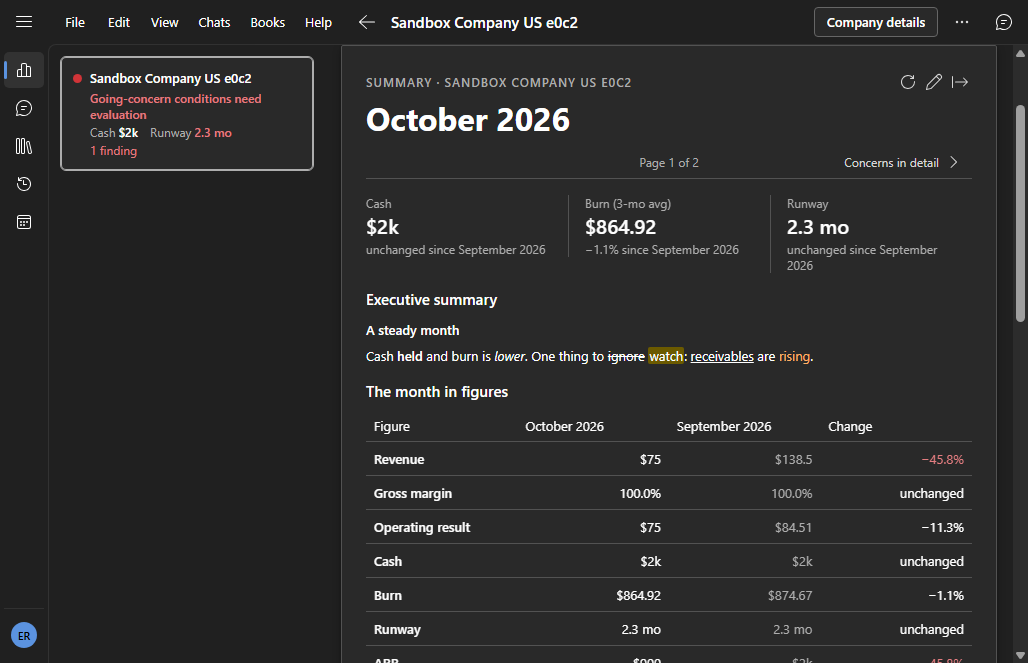 File Edit View Chats Books Help Sandbox Company US e0c2 Company details
Sandbox Company US e0c2
Going-concern conditions need
evaluation
Cash $2k Runway 2.3 mo
1 finding
SUMMARY · SANDBOX COMPANY US E0C2
October 2026
Page 1 of 2 Concerns in detail
Cash Burn (3-mo avg) Runway
$2k $864.92 2.3 mo
unchanged since September 2026 −1.1% since September 2026 unchanged since September
2026
Executive summary
A steady month
Cash held and burn is lower. One thing to ignore watch: receivables are rising.
The month in figures
Figure October 2026 September 2026 Change
Revenue $75 $138.5 −45.8%
Gross margin 100.0% 100.0% unchanged
Operating result $75 $84.51 −11.3%
Cash $2k $2k unchanged
Burn $864.92 $874.67 −1.1%
Runway 2.3 mo 2.3 mo unchanged
ER